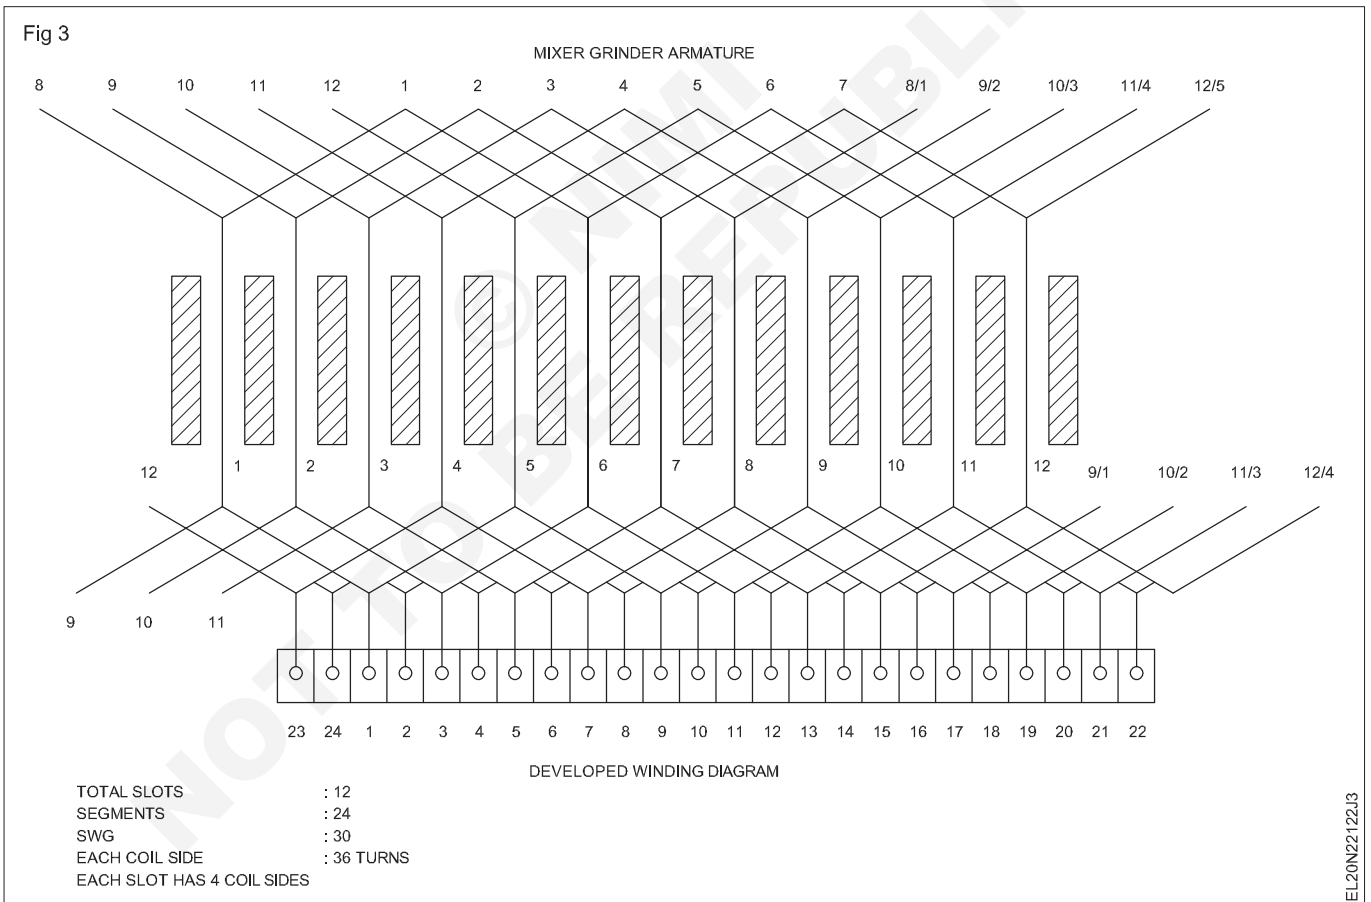 Fig 3
MIXER GRINDER ARMATURE
8 9 10 11 12 1 2 3 4 5 6 7 8/1 9/2 10/3 11/4 12/5
12 1 2 3 4 5 6 7 8 9 10 11 12 9/1 10/2 11/3 12/4
9 10 11
23 24 1 2 3 4 5 6 7 8 9 10 11 12 13 14 15 16 17 18 19 20 21 22
DEVELOPED WINDING DIAGRAM
TOTAL SLOTS : 12
SEGMENTS : 24
SWG : 30
EACH COIL SIDE : 36 TURNS
EACH SLOT HAS 4 COIL SIDES
EL20N22122J3
© NIMI
NOT TO BE REPUBLI